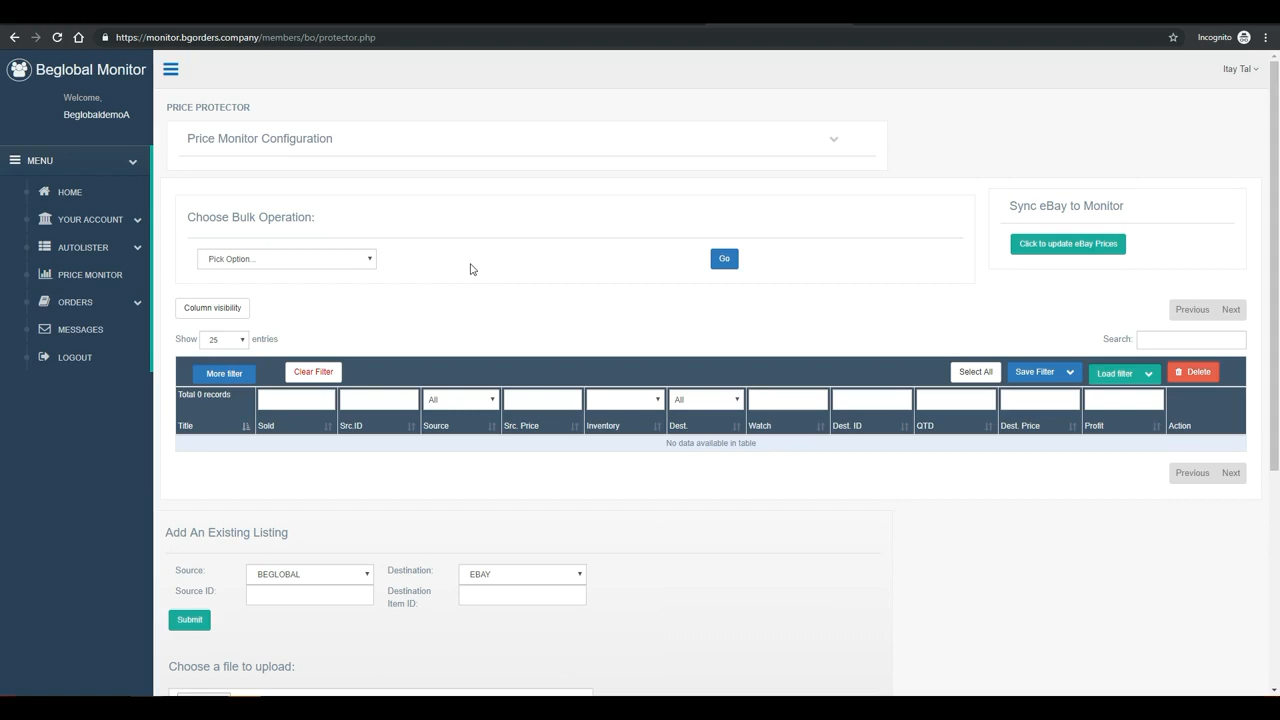 https://monitor.bgorders.company/members/bo/protector.php
Incognito
Beglobal Monitor
Itay Tal
Welcome,
BeglobaldemoA
MENU
HOME
YOUR ACCOUNT
AUTOLISTER
PRICE MONITOR
ORDERS
MESSAGES
LOGOUT
PRICE PROTECTOR
Price Monitor Configuration
Choose Bulk Operation:
Pick Option...
Go
Sync eBay to Monitor
Click to update eBay Prices
Column visibility
Previous Next
Show 25 entries
Search:
More filter Clear Filter Select All Save Filter Load filter Delete
Total 0 records
All All
Title Sold Src.ID Source Src. Price Inventory Dest. Watch Dest. ID QTD Dest. Price Profit Action
No data available in table
Previous Next
Add An Existing Listing
Source: BEGLOBAL Destination: EBAY
Source ID: Destination
Item ID:
Submit
Choose a file to upload: